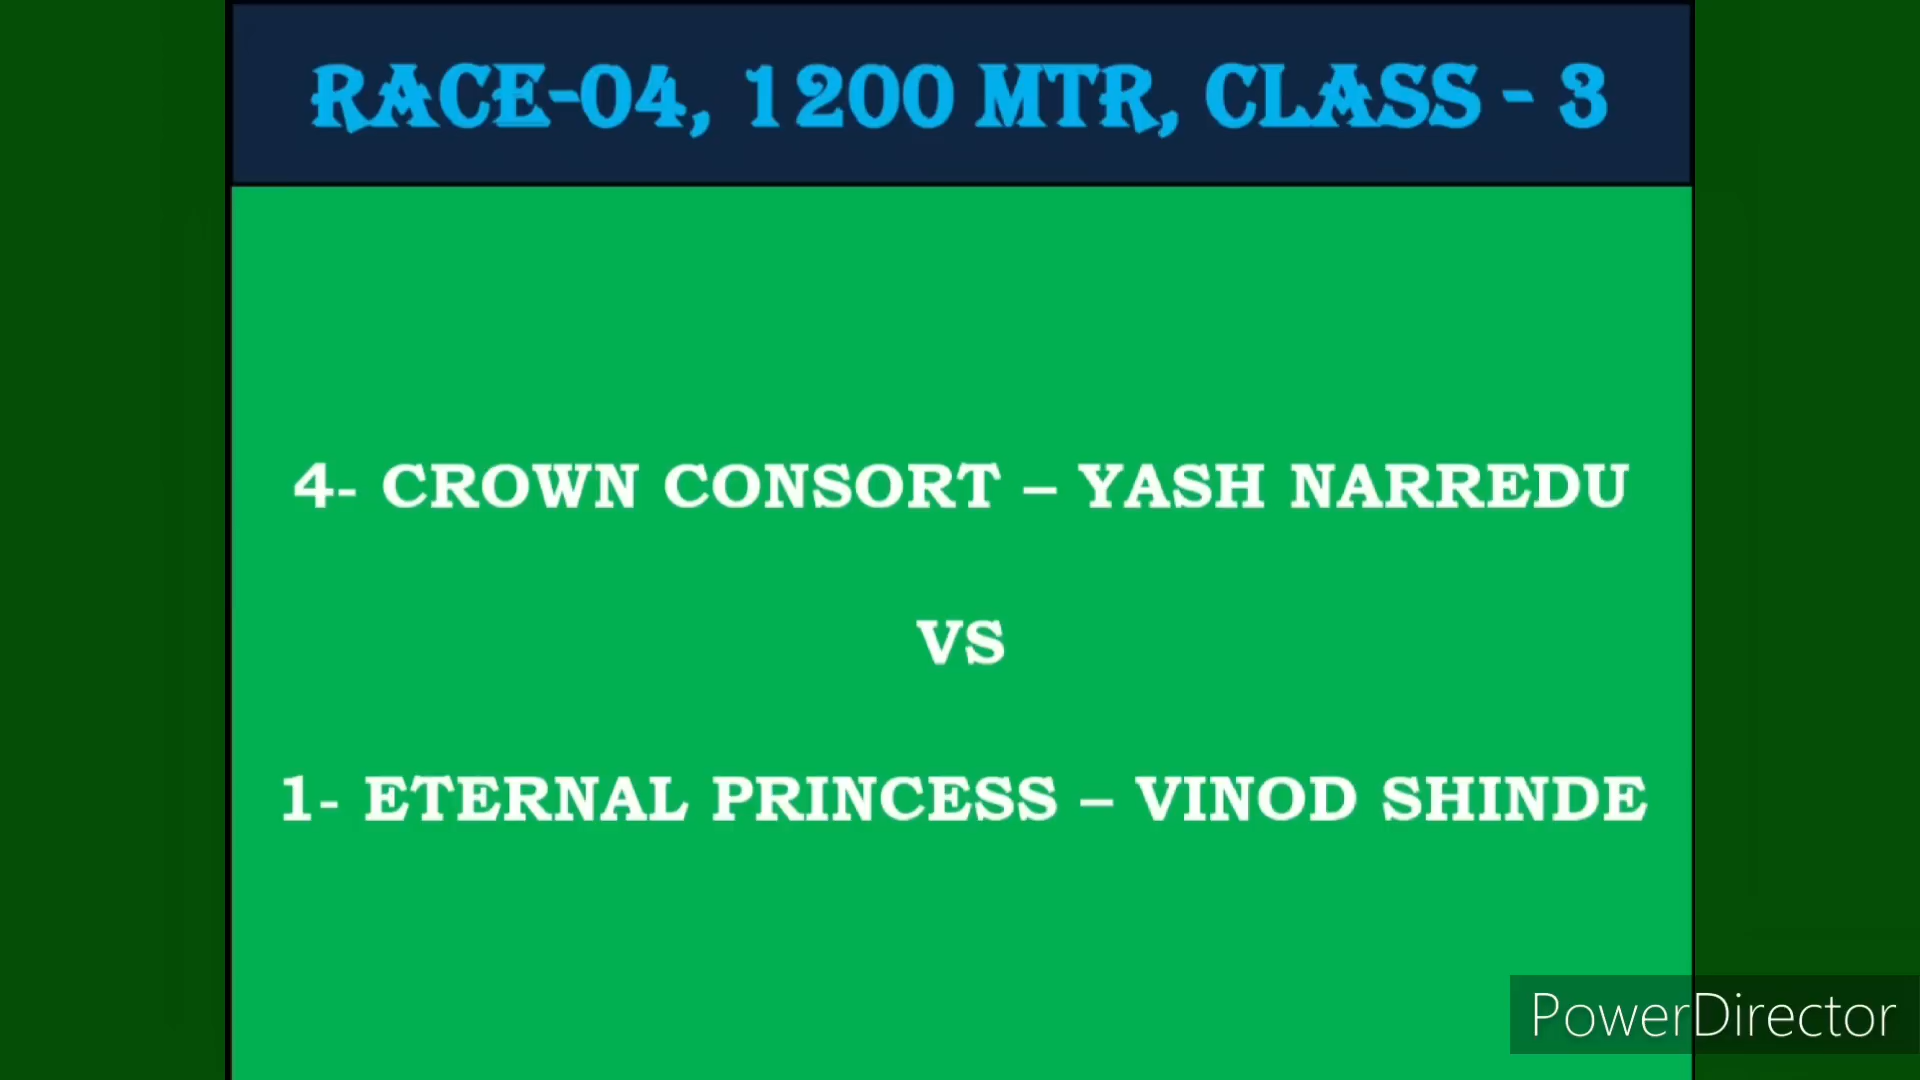 RACE-04, 1200 MTR, CLASS - 3
4- CROWN CONSORT – YASH NARREDU
VS
1- ETERNAL PRINCESS – VINOD SHINDE
PowerDirector